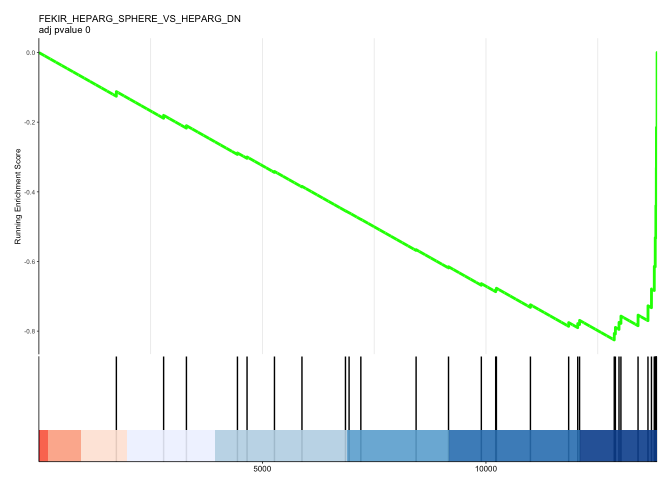 FEKIR_HEPARG_SPHERE_VS_HEPARG_DN
adj pvalue 0
0.0
-0.2
-0.4
-0.6
-0.8
Running Enrichment Score
5000
10000